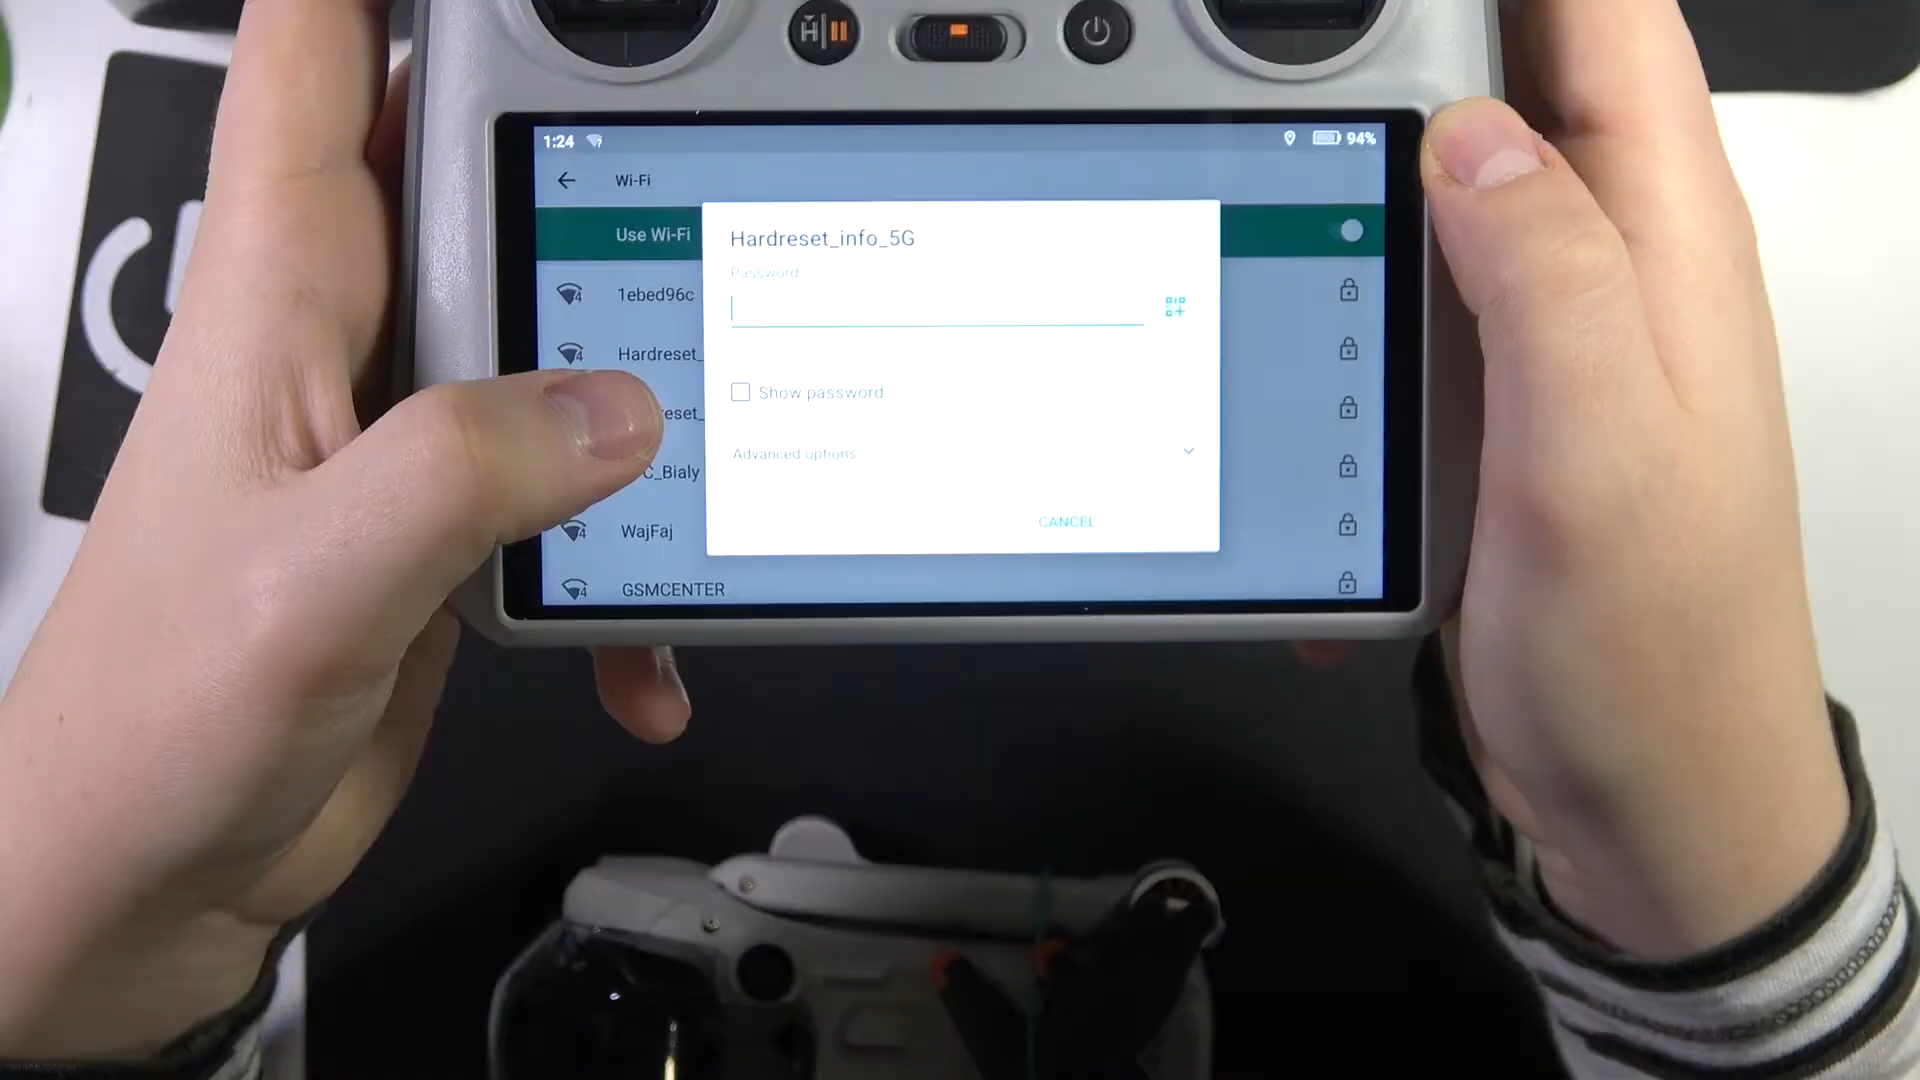 1:24
94%
Wi-Fi
Use Wi-Fi
Hardreset_info_5G
Password
1ebed96c
Hardreset_
Show password
eset_
Advanced options
C_Bialy
CANCEL
WajFaj
GSMCENTER